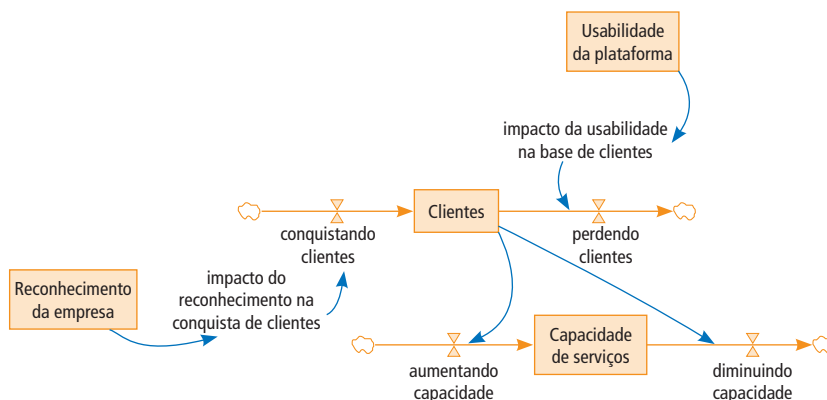 Usabilidade
da plataforma
impacto da usabilidade
na base de clientes
Clientes
conquistando
clientes
perdendo
clientes
Reconhecimento
da empresa
impacto do
reconhecimento na
conquista de clientes
Capacidade
de serviços
aumentando
capacidade
diminuindo
capacidade